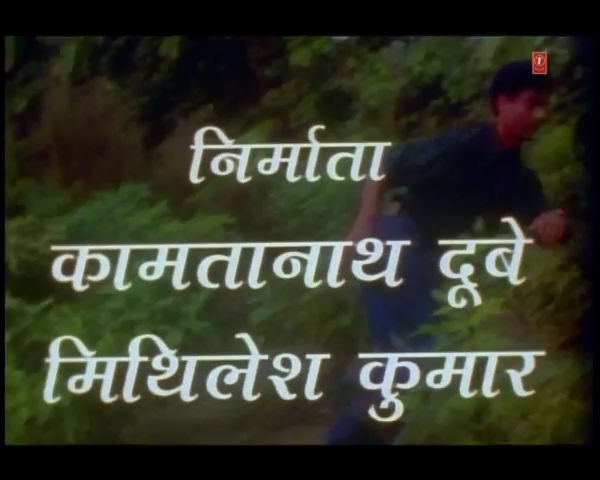 निर्माता
कामतानाथ दूबे
मिथिलेश कुमार